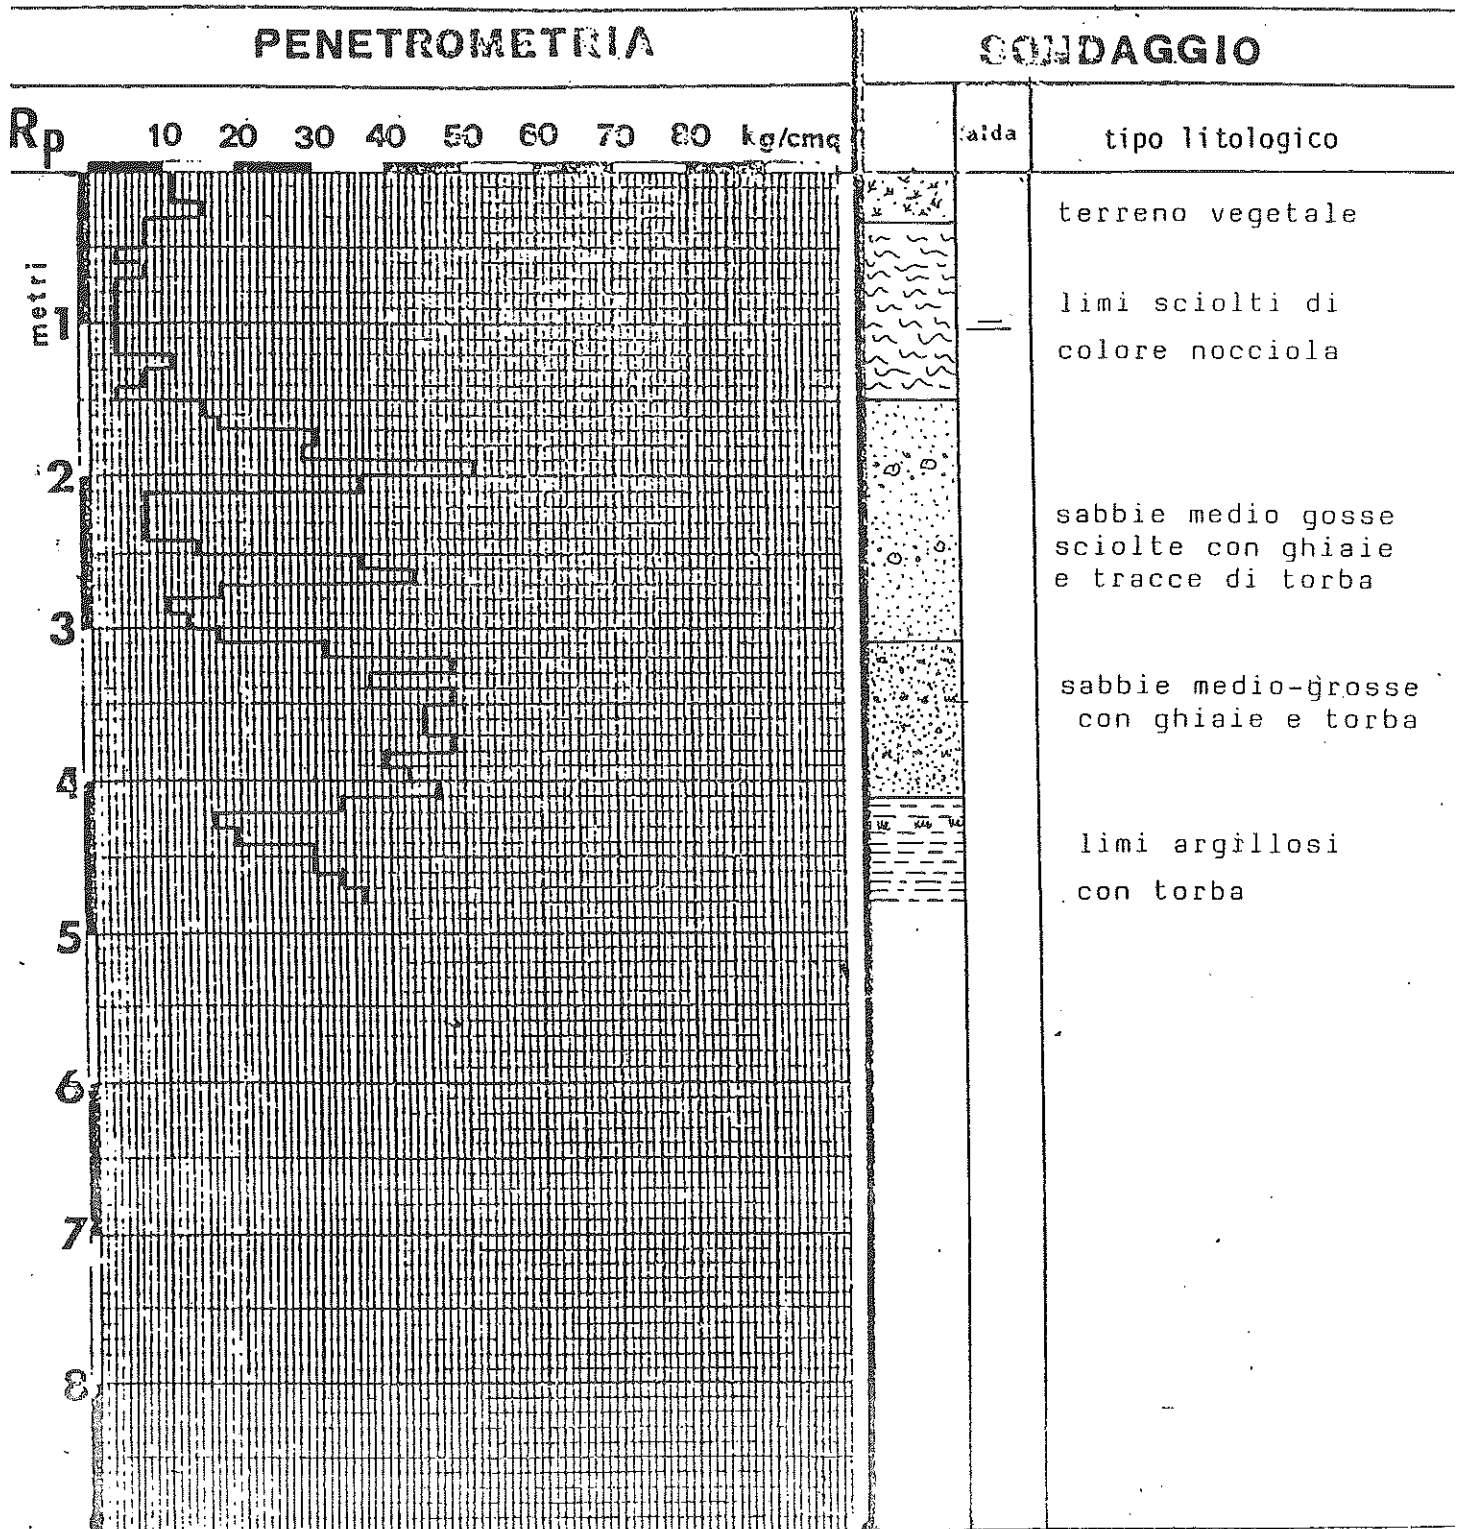 PENETROMETRIA
SONDAGGIO
Rp 10 20 30 40 50 60 70 80 kg/cmq
alda
tipo litologico
terreno vegetale
metri
1
limi sciolti di
colore nocciola
2
sabbie medio gosse
sciolte con ghiaie
e tracce di torba
3
sabbie medio-grosse
con ghiaie e torba
4
limi argillosi
con torba
5
6
7
8